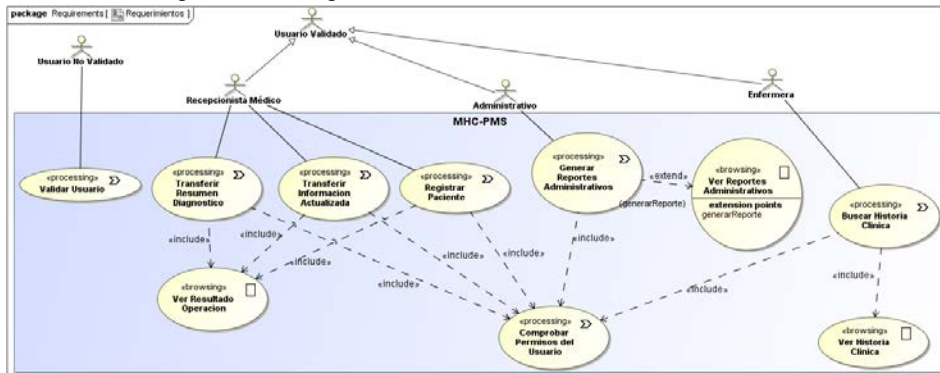 package Requirements [ Requerimientos ]
Usuario Validado
Usuario No Validado
Recepcionista Médico
Administrativo
Enfermera
MHC-PMS
«processing»
Validar Usuario
«processing»
Transferir
Resumen
Diagnostico
«processing»
Transferir
Informacion
Actualizada
«processing»
Registrar
Paciente
«processing»
Generar
Reportes
Administrativos
«extend»
(generarReporte)
«browsing»
Ver Reportes
Administrativos
extension points
generarReporte
«processing»
Buscar Historia
Clinica
«include»
«include»
«include»
«include»
«include»
«include»
«include»
«include»
«include»
«browsing»
Ver Resultado
Operacion
«processing»
Comprobar
Permisos del
Usuario
«browsing»
Ver Historia
Clinica